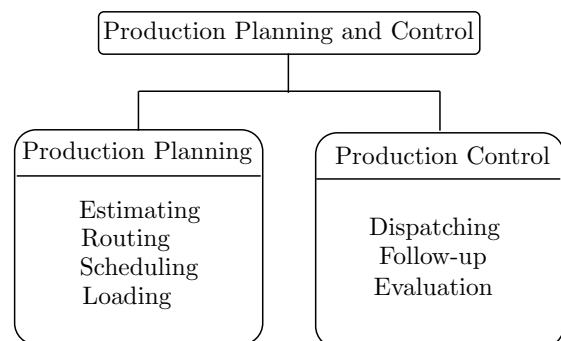 Production Planning and Control
Production Planning
Estimating
Routing
Scheduling
Loading
Production Control
Dispatching
Follow-up
Evaluation